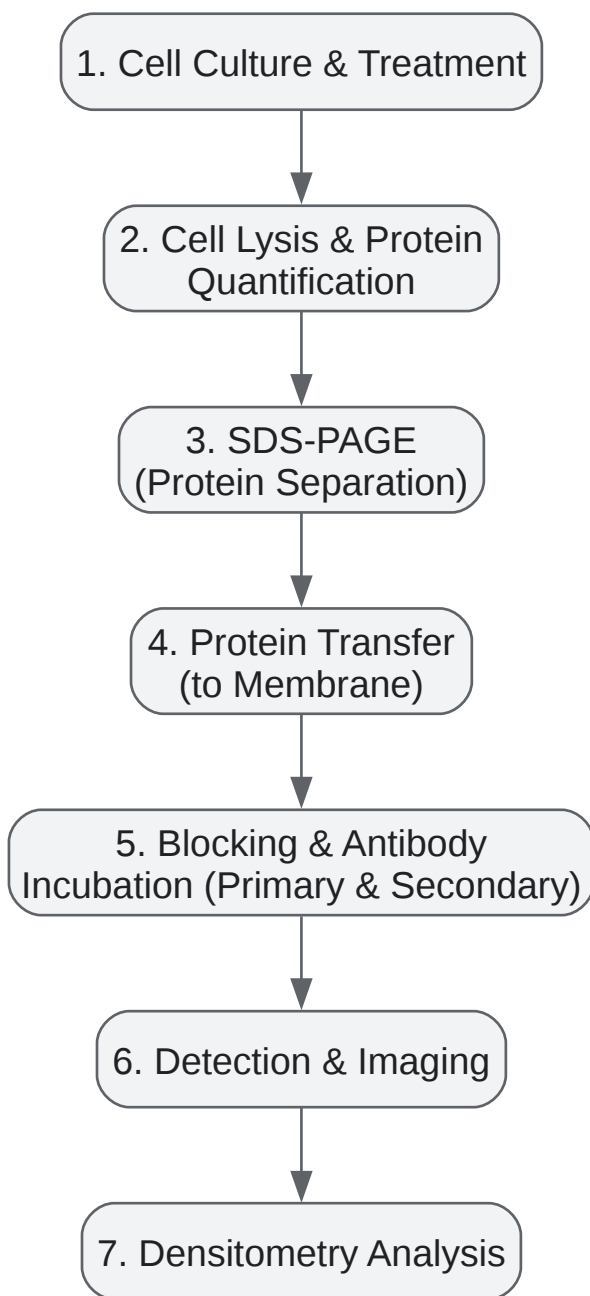 1. Cell Culture & Treatment
2. Cell Lysis & Protein
Quantification
3. SDS-PAGE
(Protein Separation)
4. Protein Transfer
(to Membrane)
5. Blocking & Antibody
Incubation (Primary & Secondary)
6. Detection & Imaging
7. Densitometry Analysis